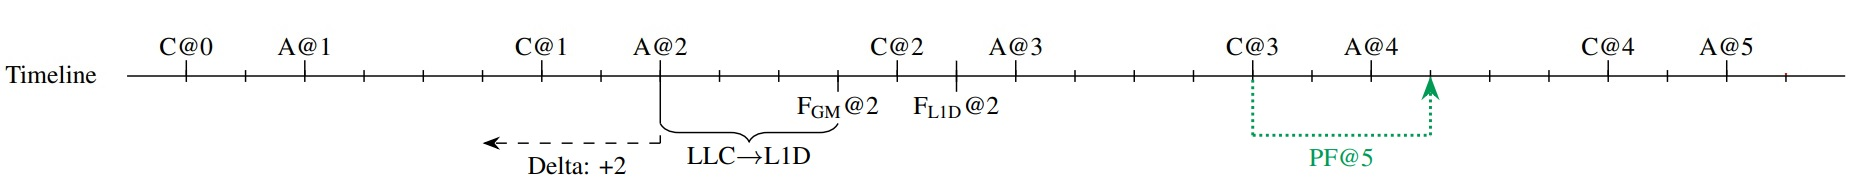 C@0 A@1 C@1 A@2 C@2 A@3 C@3 A@4 C@4 A@5
Timeline
F_GM@2 F_L1D@2
Delta: +2 LLC→L1D PF@5